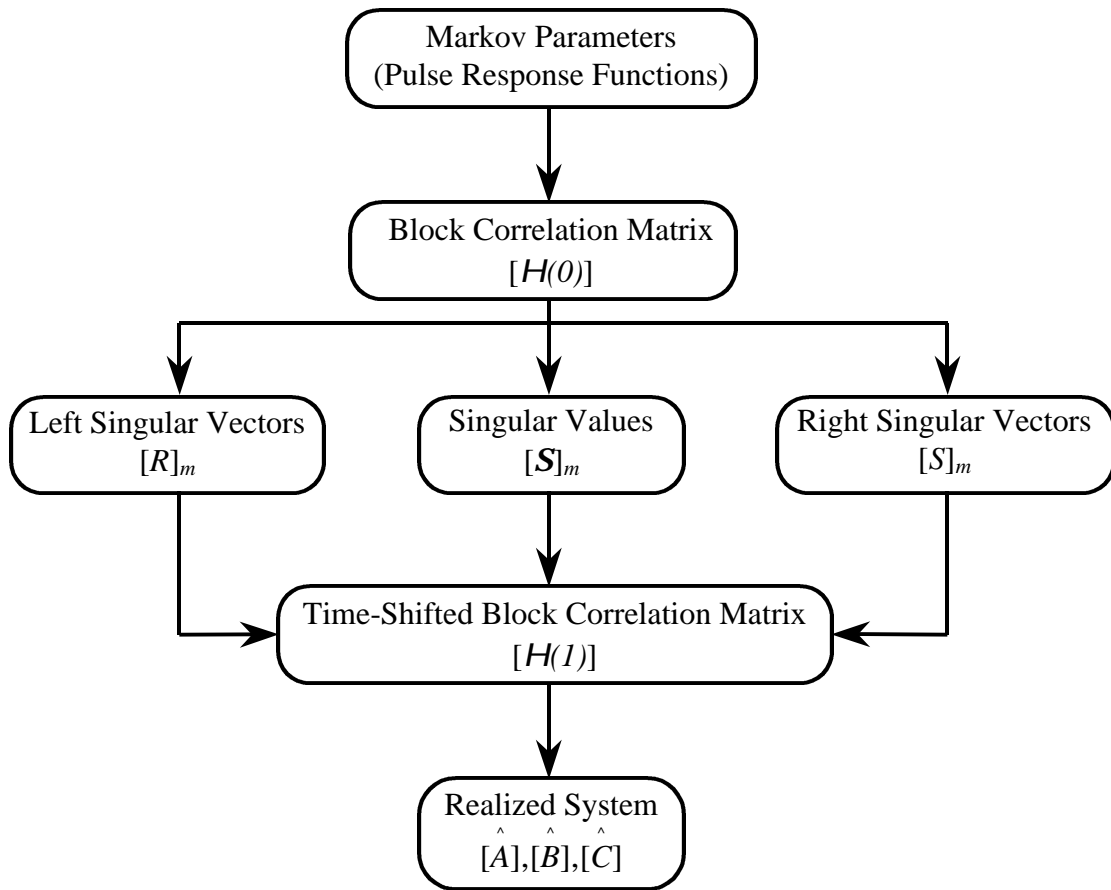 Markov Parameters
(Pulse Response Functions)
Block Correlation Matrix
[H(0)]
Left Singular Vectors
[R]m
Singular Values
[S]m
Right Singular Vectors
[S]m
Time-Shifted Block Correlation Matrix
[H(1)]
Realized System
[Â],[B̂],[Ĉ]